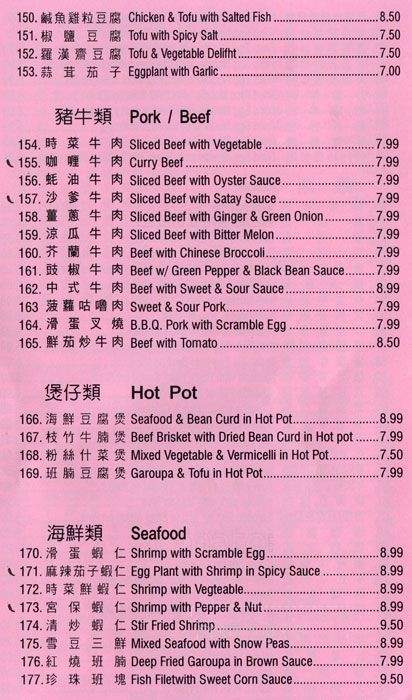 150. 鹹魚雞粒豆腐 Chicken & Tofu with Salted Fish ..... 8.50
151. 椒鹽豆腐 Tofu with Spicy Salt ..... 7.50
152. 羅漢齋豆腐 Tofu & Vegetable Delifht ..... 7.50
153. 蒜茸茄子 Eggplant with Garlic ..... 7.00
豬牛類 Pork / Beef
154. 時菜牛肉 Sliced Beef with Vegetable ..... 7.99
155. 咖喱牛肉 Curry Beef ..... 7.99
156. 蚝油牛肉 Sliced Beef with Oyster Sauce ..... 7.99
157. 沙爹牛肉 Sliced Beef with Satay Sauce ..... 7.99
158. 薑蔥牛肉 Sliced Beef with Ginger & Green Onion ..... 7.99
159. 涼瓜牛肉 Sliced Beef with Bitter Melon ..... 7.99
160. 芥蘭牛肉 Beef with Chinese Broccoli ..... 7.99
161. 豉椒牛肉 Beef w/ Green Pepper & Black Bean Sauce ..... 7.99
162. 中式牛肉 Beef with Sweet & Sour Sauce ..... 8.99
163 菠蘿咕嚕肉 Sweet & Sour Pork ..... 7.99
164. 滑蛋叉燒 B.B.Q. Pork with Scramble Egg ..... 7.99
165. 鮮茄炒牛肉 Beef with Tomato ..... 8.50
煲仔類 Hot Pot
166. 海鮮豆腐煲 Seafood & Bean Curd in Hot Pot ..... 8.99
167. 枝竹牛腩煲 Beef Brisket with Dried Bean Curd in Hot pot ..... 7.99
168. 粉絲什菜煲 Mixed Vegetable & Vermicelli in Hot Pot ..... 7.50
169. 班腩豆腐煲 Garoupa & Tofu in Hot Pot ..... 7.99
海鮮類 Seafood
170. 滑蛋蝦仁 Shrimp with Scramble Egg ..... 8.99
171. 麻辣茄子蝦仁 Egg Plant with Shrimp in Spicy Sauce ..... 8.99
172. 時菜鮮蝦仁 Shrimp with Vegteable ..... 8.99
173. 宮保蝦仁 Shrimp with Pepper & Nut ..... 8.99
174. 清炒蝦仁 Stir Fried Shrimp ..... 9.50
175. 雪豆三鮮 Mixed Seafood with Snow Peas ..... 8.99
176. 紅燒班腩 Deep Fried Garoupa in Brown Sauce ..... 7.99
177. 珍珠班塊 Fish Filetwith Sweet Corn Sauce ..... 9.50